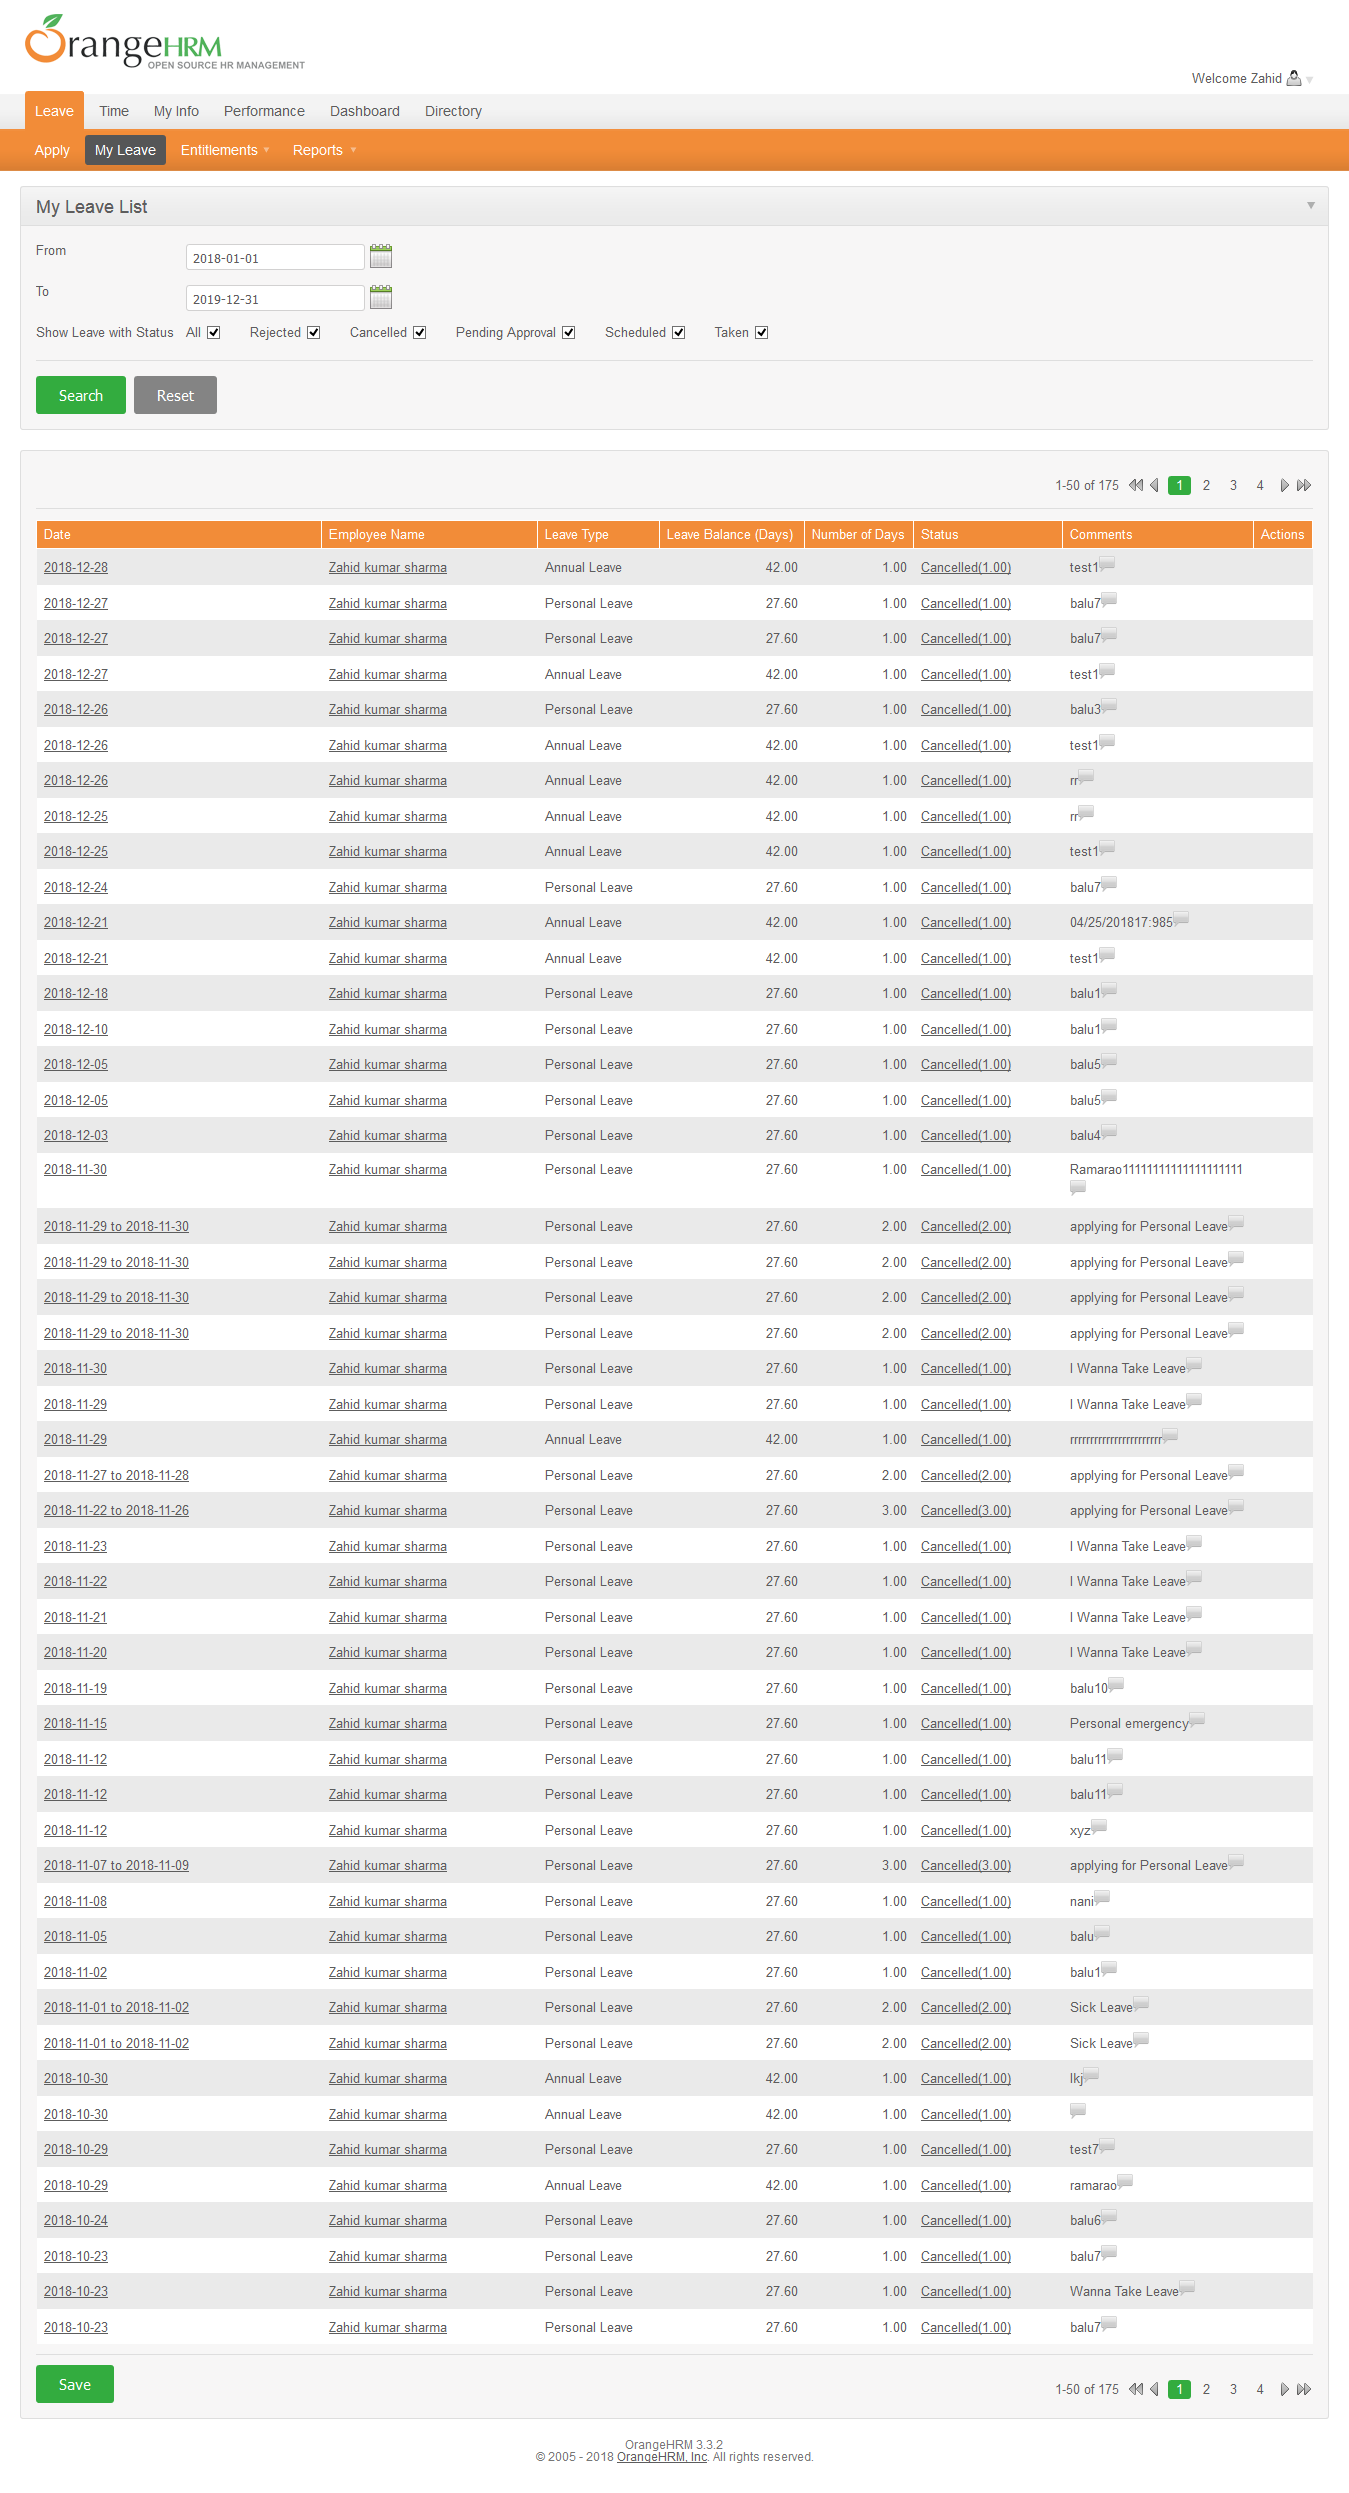 OrangeHRM
OPEN SOURCE HR MANAGEMENT
Welcome Zahid
Leave Time My Info Performance Dashboard Directory
Apply My Leave Entitlements Reports
My Leave List
From 2018-01-01
To 2019-12-31
Show Leave with Status All Rejected Cancelled Pending Approval Scheduled Taken
Search Reset
1-50 of 175 1 2 3 4
Date Employee Name Leave Type Leave Balance (Days) Number of Days Status Comments Actions
2018-12-28 Zahid kumar sharma Annual Leave 42.00 1.00 Cancelled(1.00) test1
2018-12-27 Zahid kumar sharma Personal Leave 27.60 1.00 Cancelled(1.00) balu7
2018-12-27 Zahid kumar sharma Personal Leave 27.60 1.00 Cancelled(1.00) balu7
2018-12-27 Zahid kumar sharma Annual Leave 42.00 1.00 Cancelled(1.00) test1
2018-12-26 Zahid kumar sharma Personal Leave 27.60 1.00 Cancelled(1.00) balu3
2018-12-26 Zahid kumar sharma Annual Leave 42.00 1.00 Cancelled(1.00) test1
2018-12-26 Zahid kumar sharma Annual Leave 42.00 1.00 Cancelled(1.00) rr
2018-12-25 Zahid kumar sharma Annual Leave 42.00 1.00 Cancelled(1.00) rr
2018-12-25 Zahid kumar sharma Annual Leave 42.00 1.00 Cancelled(1.00) test1
2018-12-24 Zahid kumar sharma Personal Leave 27.60 1.00 Cancelled(1.00) balu7
2018-12-21 Zahid kumar sharma Annual Leave 42.00 1.00 Cancelled(1.00) 04/25/201817:985
2018-12-21 Zahid kumar sharma Annual Leave 42.00 1.00 Cancelled(1.00) test1
2018-12-18 Zahid kumar sharma Personal Leave 27.60 1.00 Cancelled(1.00) balu1
2018-12-10 Zahid kumar sharma Personal Leave 27.60 1.00 Cancelled(1.00) balu1
2018-12-05 Zahid kumar sharma Personal Leave 27.60 1.00 Cancelled(1.00) balu5
2018-12-05 Zahid kumar sharma Personal Leave 27.60 1.00 Cancelled(1.00) balu5
2018-12-03 Zahid kumar sharma Personal Leave 27.60 1.00 Cancelled(1.00) balu4
2018-11-30 Zahid kumar sharma Personal Leave 27.60 1.00 Cancelled(1.00) Ramarao11111111111111111111
2018-11-29 to 2018-11-30 Zahid kumar sharma Personal Leave 27.60 2.00 Cancelled(2.00) applying for Personal Leave
2018-11-29 to 2018-11-30 Zahid kumar sharma Personal Leave 27.60 2.00 Cancelled(2.00) applying for Personal Leave
2018-11-29 to 2018-11-30 Zahid kumar sharma Personal Leave 27.60 2.00 Cancelled(2.00) applying for Personal Leave
2018-11-29 to 2018-11-30 Zahid kumar sharma Personal Leave 27.60 2.00 Cancelled(2.00) applying for Personal Leave
2018-11-30 Zahid kumar sharma Personal Leave 27.60 1.00 Cancelled(1.00) I Wanna Take Leave
2018-11-29 Zahid kumar sharma Personal Leave 27.60 1.00 Cancelled(1.00) I Wanna Take Leave
2018-11-29 Zahid kumar sharma Annual Leave 42.00 1.00 Cancelled(1.00) rrrrrrrrrrrrrrrrrrrrrrr
2018-11-27 to 2018-11-28 Zahid kumar sharma Personal Leave 27.60 2.00 Cancelled(2.00) applying for Personal Leave
2018-11-22 to 2018-11-26 Zahid kumar sharma Personal Leave 27.60 3.00 Cancelled(3.00) applying for Personal Leave
2018-11-23 Zahid kumar sharma Personal Leave 27.60 1.00 Cancelled(1.00) I Wanna Take Leave
2018-11-22 Zahid kumar sharma Personal Leave 27.60 1.00 Cancelled(1.00) I Wanna Take Leave
2018-11-21 Zahid kumar sharma Personal Leave 27.60 1.00 Cancelled(1.00) I Wanna Take Leave
2018-11-20 Zahid kumar sharma Personal Leave 27.60 1.00 Cancelled(1.00) I Wanna Take Leave
2018-11-19 Zahid kumar sharma Personal Leave 27.60 1.00 Cancelled(1.00) balu10
2018-11-15 Zahid kumar sharma Personal Leave 27.60 1.00 Cancelled(1.00) Personal emergency
2018-11-12 Zahid kumar sharma Personal Leave 27.60 1.00 Cancelled(1.00) balu11
2018-11-12 Zahid kumar sharma Personal Leave 27.60 1.00 Cancelled(1.00) balu11
2018-11-12 Zahid kumar sharma Personal Leave 27.60 1.00 Cancelled(1.00) xyz
2018-11-07 to 2018-11-09 Zahid kumar sharma Personal Leave 27.60 3.00 Cancelled(3.00) applying for Personal Leave
2018-11-08 Zahid kumar sharma Personal Leave 27.60 1.00 Cancelled(1.00) nani
2018-11-05 Zahid kumar sharma Personal Leave 27.60 1.00 Cancelled(1.00) balu
2018-11-02 Zahid kumar sharma Personal Leave 27.60 1.00 Cancelled(1.00) balu1
2018-11-01 to 2018-11-02 Zahid kumar sharma Personal Leave 27.60 2.00 Cancelled(2.00) Sick Leave
2018-11-01 to 2018-11-02 Zahid kumar sharma Personal Leave 27.60 2.00 Cancelled(2.00) Sick Leave
2018-10-30 Zahid kumar sharma Annual Leave 42.00 1.00 Cancelled(1.00) lkj
2018-10-30 Zahid kumar sharma Annual Leave 42.00 1.00 Cancelled(1.00)
2018-10-29 Zahid kumar sharma Personal Leave 27.60 1.00 Cancelled(1.00) test7
2018-10-29 Zahid kumar sharma Annual Leave 42.00 1.00 Cancelled(1.00) ramarao
2018-10-24 Zahid kumar sharma Personal Leave 27.60 1.00 Cancelled(1.00) balu6
2018-10-23 Zahid kumar sharma Personal Leave 27.60 1.00 Cancelled(1.00) balu7
2018-10-23 Zahid kumar sharma Personal Leave 27.60 1.00 Cancelled(1.00) Wanna Take Leave
2018-10-23 Zahid kumar sharma Personal Leave 27.60 1.00 Cancelled(1.00) balu7
Save 1-50 of 175 1 2 3 4
OrangeHRM 3.3.2
© 2005 - 2018 OrangeHRM, Inc. All rights reserved.